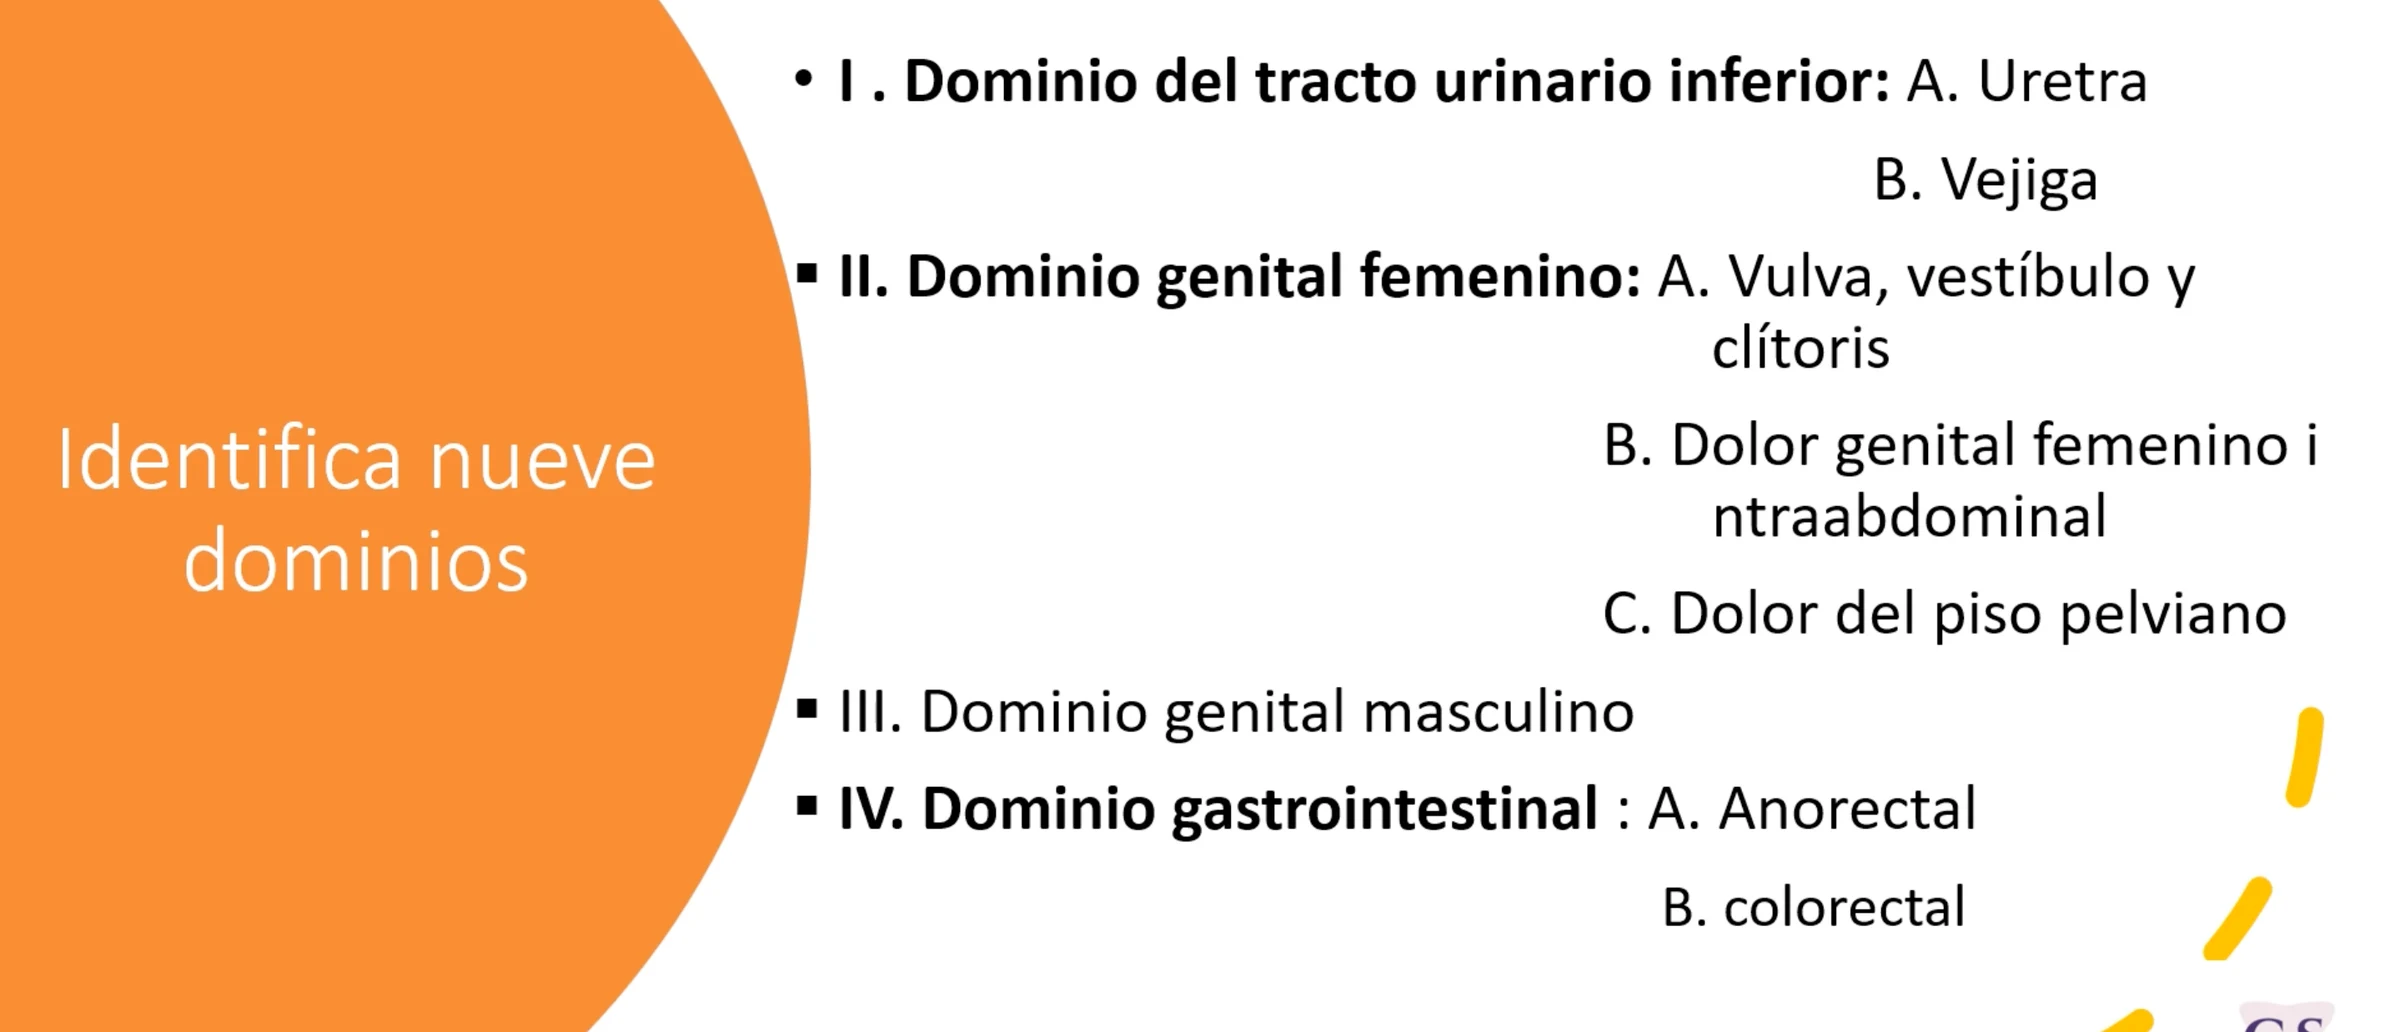 Identifica nueve
dominios
• I . Dominio del tracto urinario inferior: A. Uretra
B. Vejiga
▪ II. Dominio genital femenino: A. Vulva, vestíbulo y
clítoris
B. Dolor genital femenino i
ntraabdominal
C. Dolor del piso pelviano
▪ III. Dominio genital masculino
▪ IV. Dominio gastrointestinal : A. Anorectal
B. colorectal